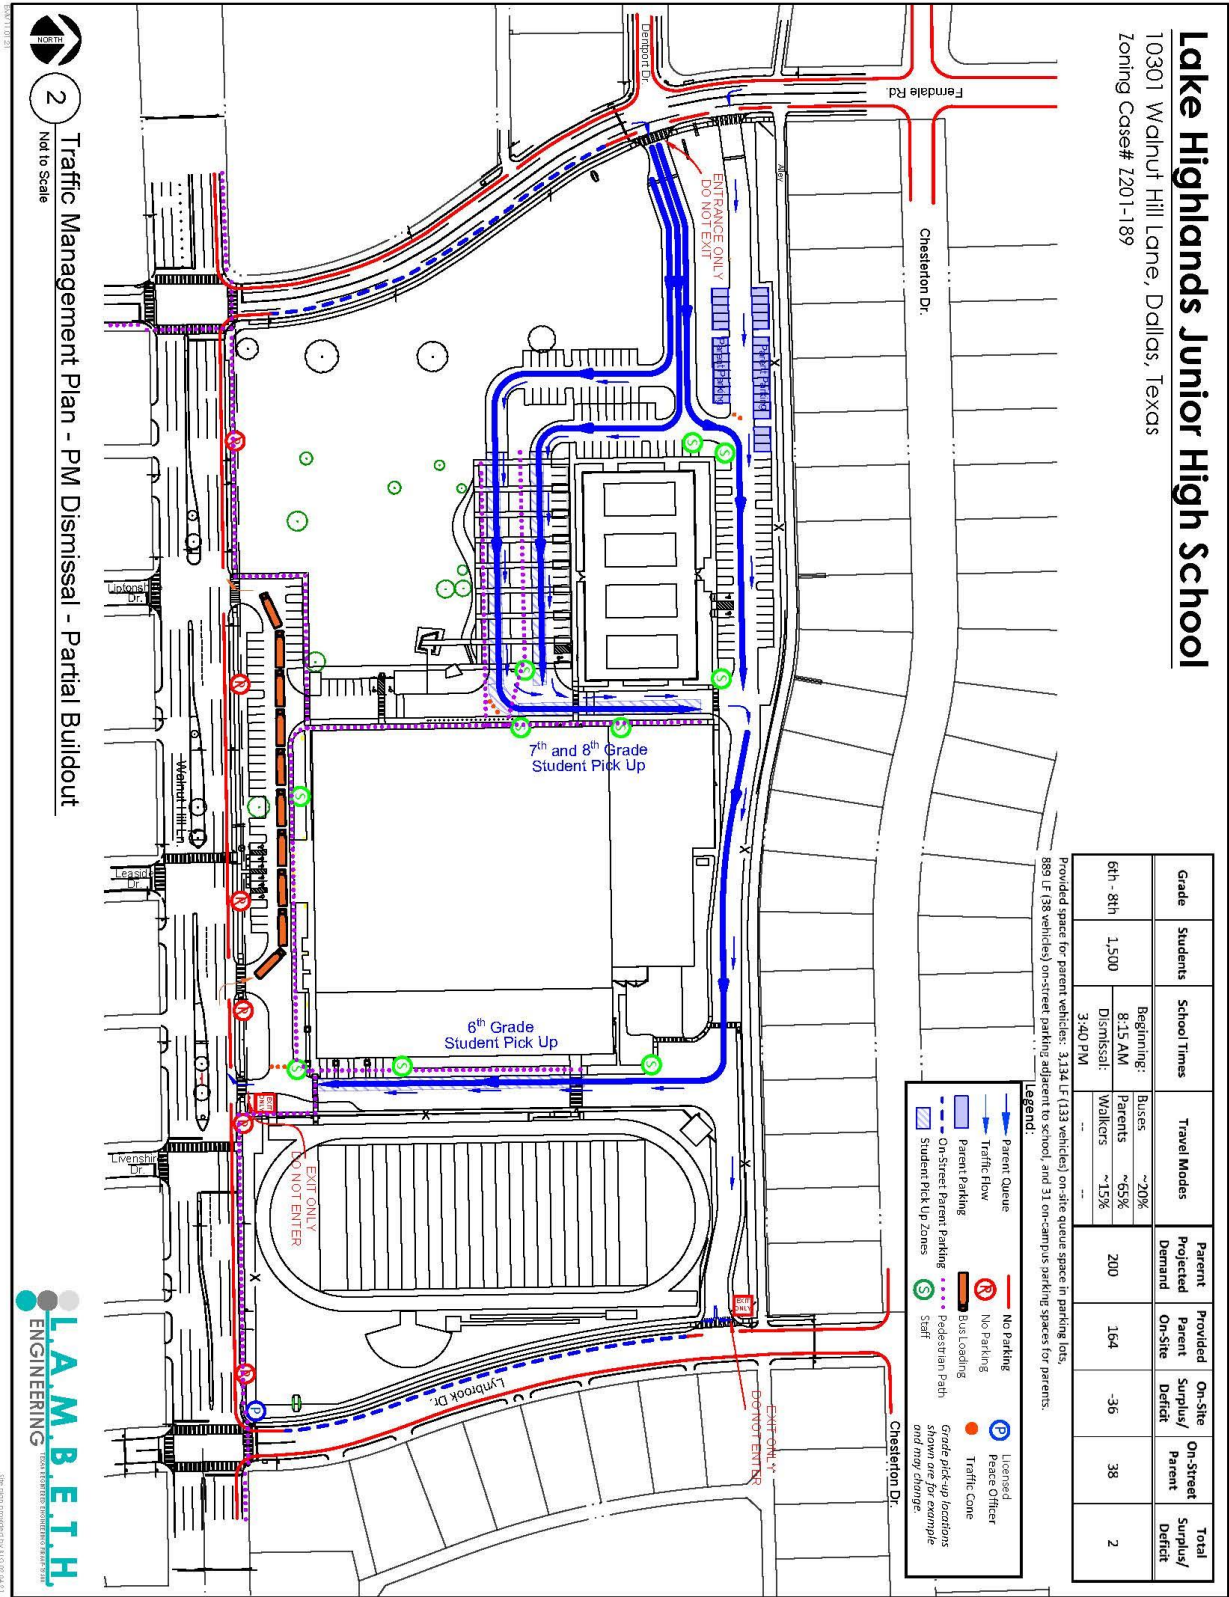 Lake Highlands Junior High School
10301 Walnut Hill Lane, Dallas, Texas
Zoning Case# Z201-189
Grade
Students
School Times
Travel Modes
Parernt
Projected
Demand
Provided
Parent
On-Site
On-Site
Surplus/
Deficit
On-Street
Parent
Total
Surplus/
Deficit
6th - 8th
1,500
Beginning:
8:15 AM
Dismissal:
3:40 PM
Buses ~20%
Parents ~65%
Walkers ~15%
-- --
200
164
-36
38
2
Provided space for parent vehicles: 3,134 LF (133 vehicles) on-site queue space in parking lots,
889 LF (38 vehicles) on-street parking adjacent to school, and 31 on-campus parking spaces for parents.
Legend:
Parent Queue
Traffic Flow
Parent Parking
On-Street Parent Parking
Student Pick Up Zones
No Parking
R No Parking
Bus Loading
Pedestrian Path
S Staff
P Licensed
Peace Officer
Traffic Cone
Grade pick-up locations
shown are for example
and may change.
Ferndale Rd.
Dentport Dr.
Alley
Chesterton Dr.
Chesterton Dr.
ENTRANCE ONLY
DO NOT EXIT
Parent Parking
Parent Parking
7th and 8th Grade
Student Pick Up
6th Grade
Student Pick Up
EXIT
ONLY
EXIT ONLY
DO NOT ENTER
EXIT
ONLY
EXIT ONLY
DO NOT ENTER
Lynbrook Dr.
Walnut Hill Ln.
Leaside
Dr.
Livenshire
Dr.
NORTH
2
Traffic Management Plan - PM Dismissal - Partial Buildout
Not to Scale
L.A.M.B.E.T.H.
ENGINEERING